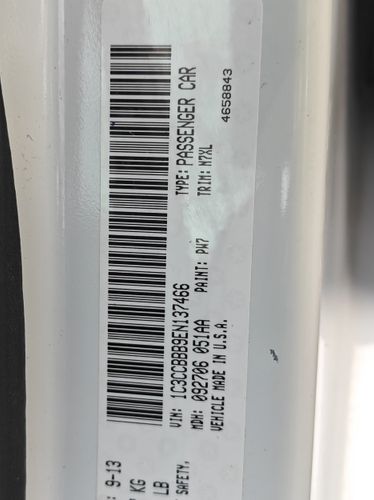 : 9-13
KG
LB
SAFETY,
VIN: 1C3CCBBB9EN137466
TYPE: PASSENGER CAR
MDH: 092706 051AA
PAINT: PW7
TRIM: M7XL
VEHICLE MADE IN U.S.A.
4658843